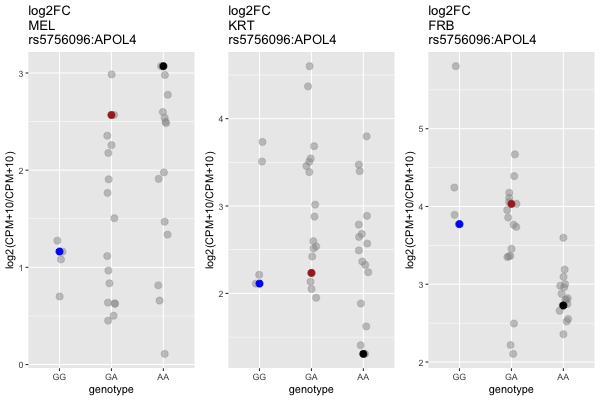 log2FC
MEL
rs5756096:APOL4
log2(CPM+10/CPM+10)
3
2
1
0
GG
GA
AA
genotype
log2FC
KRT
rs5756096:APOL4
log2(CPM+10/CPM+10)
4
3
2
GG
GA
AA
genotype
log2FC
FRB
rs5756096:APOL4
log2(CPM+10/CPM+10)
5
4
3
2
GG
GA
AA
genotype